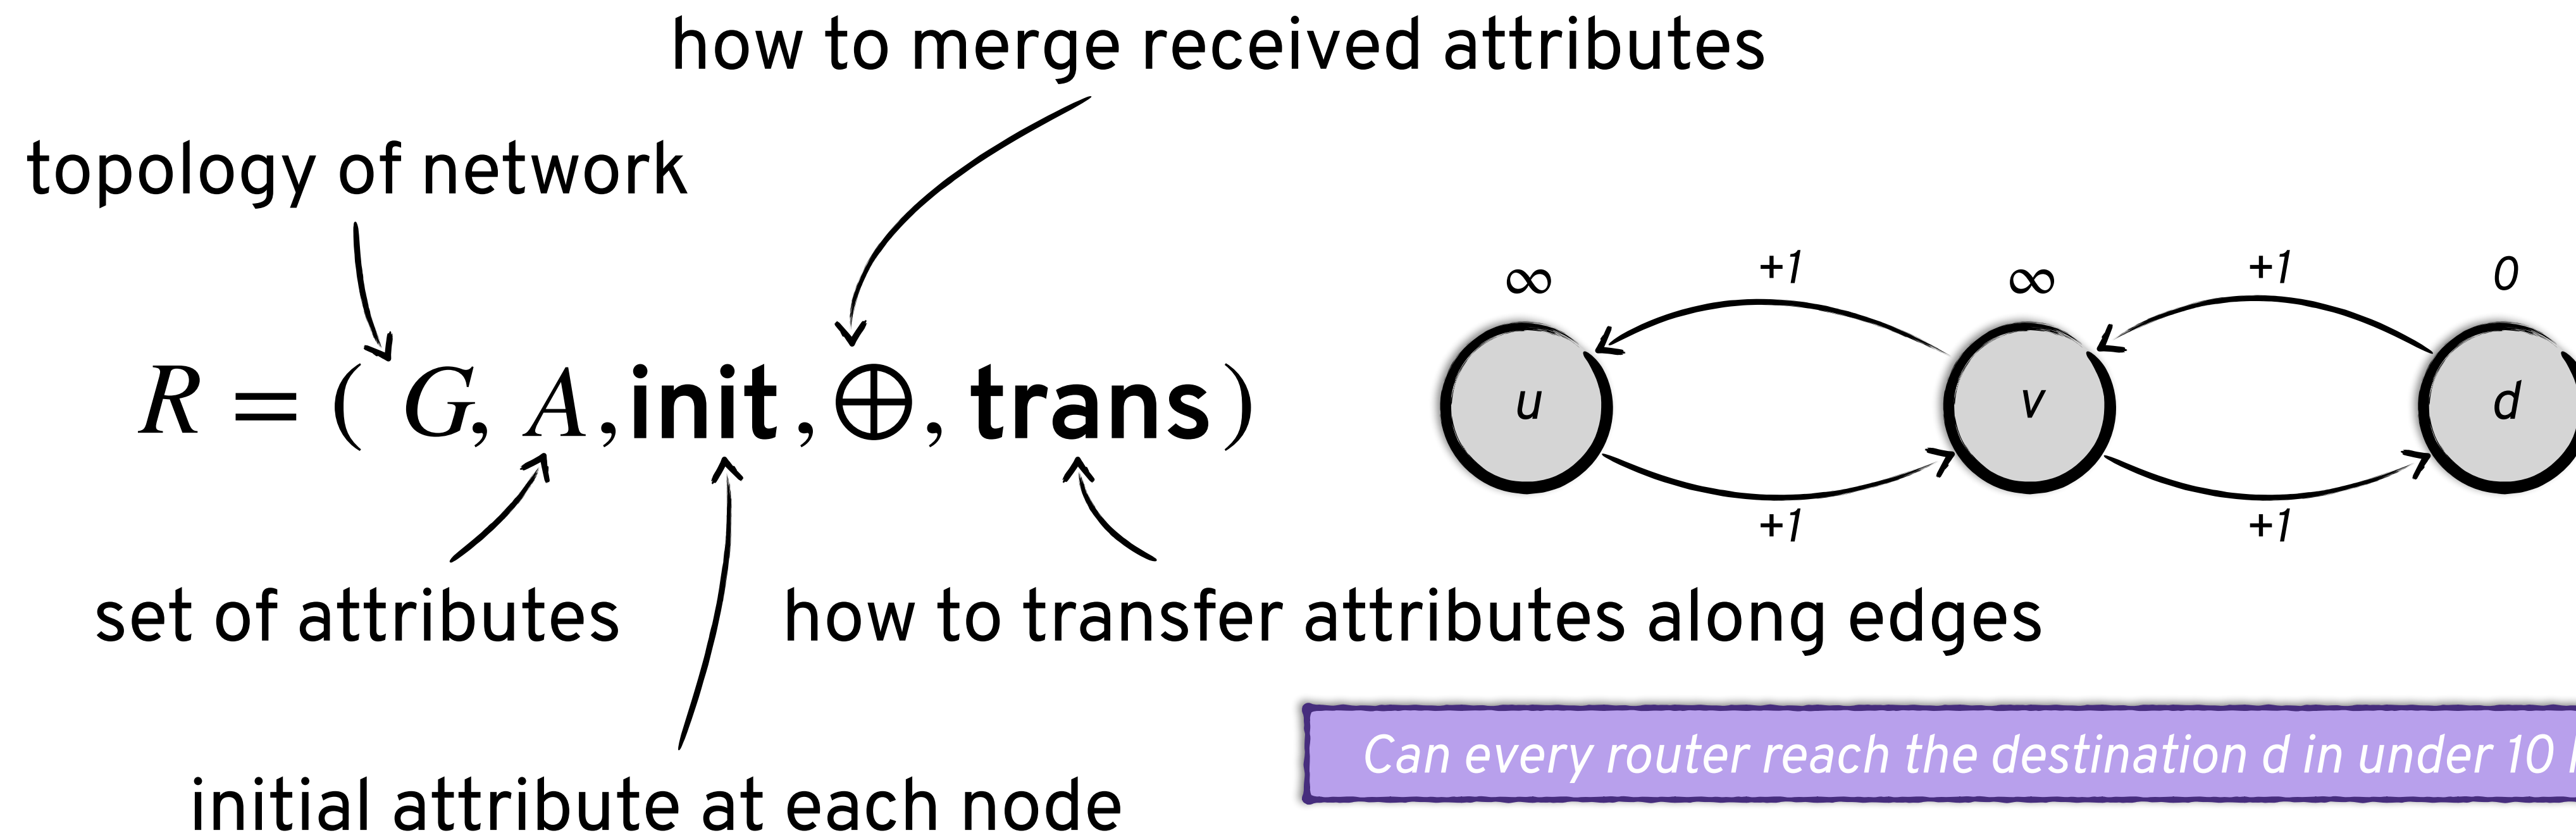 how to merge received attributes
topology of network
R = ( G, A, init, ⊕, trans )
set of attributes
how to transfer attributes along edges
initial attribute at each node
∞ +1 ∞ +1 0
u v d
+1 +1
Can every router reach the destination d in under 10